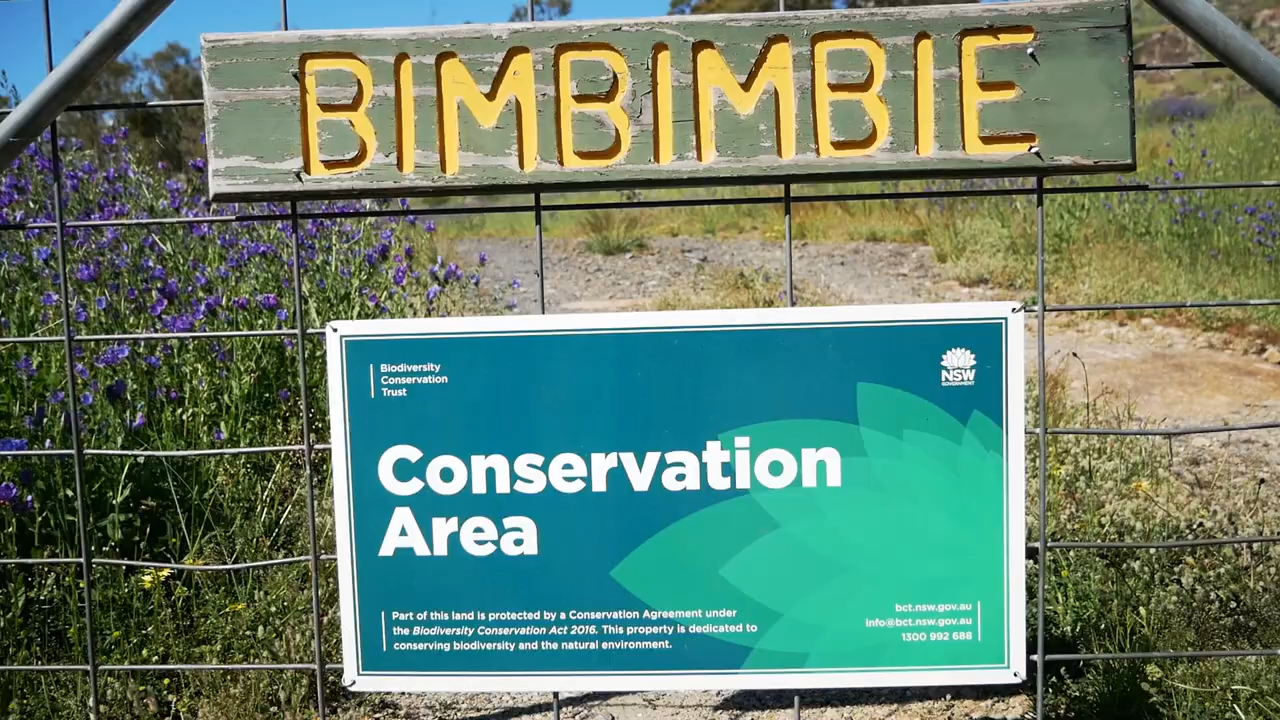 BIMBIMBIE
Biodiversity
Conservation
Trust
NSW
GOVERNMENT
Conservation
Area
Part of this land is protected by a Conservation Agreement under
the Biodiversity Conservation Act 2016. This property is dedicated to
conserving biodiversity and the natural environment.
bct.nsw.gov.au
info@bct.nsw.gov.au
1300 992 688